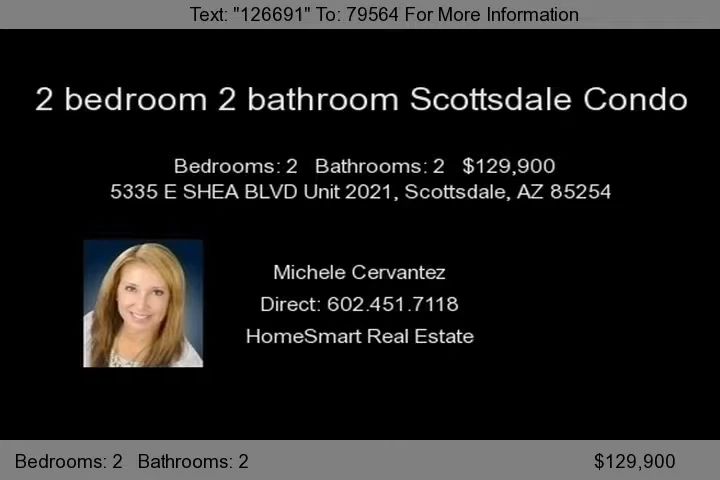 Text: "126691" To: 79564 For More Information
2 bedroom 2 bathroom Scottsdale Condo
Bedrooms: 2 Bathrooms: 2 $129,900
5335 E SHEA BLVD Unit 2021, Scottsdale, AZ 85254
Michele Cervantez
Direct: 602.451.7118
HomeSmart Real Estate
Bedrooms: 2 Bathrooms: 2 $129,900